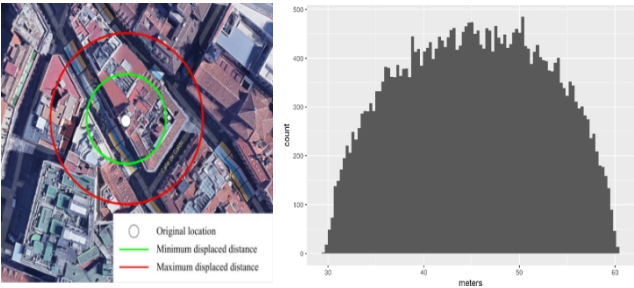 Original location
Minimum displaced distance
Maximum displaced distance
500
400
300
200
100
0
count
30
40
50
60
meters